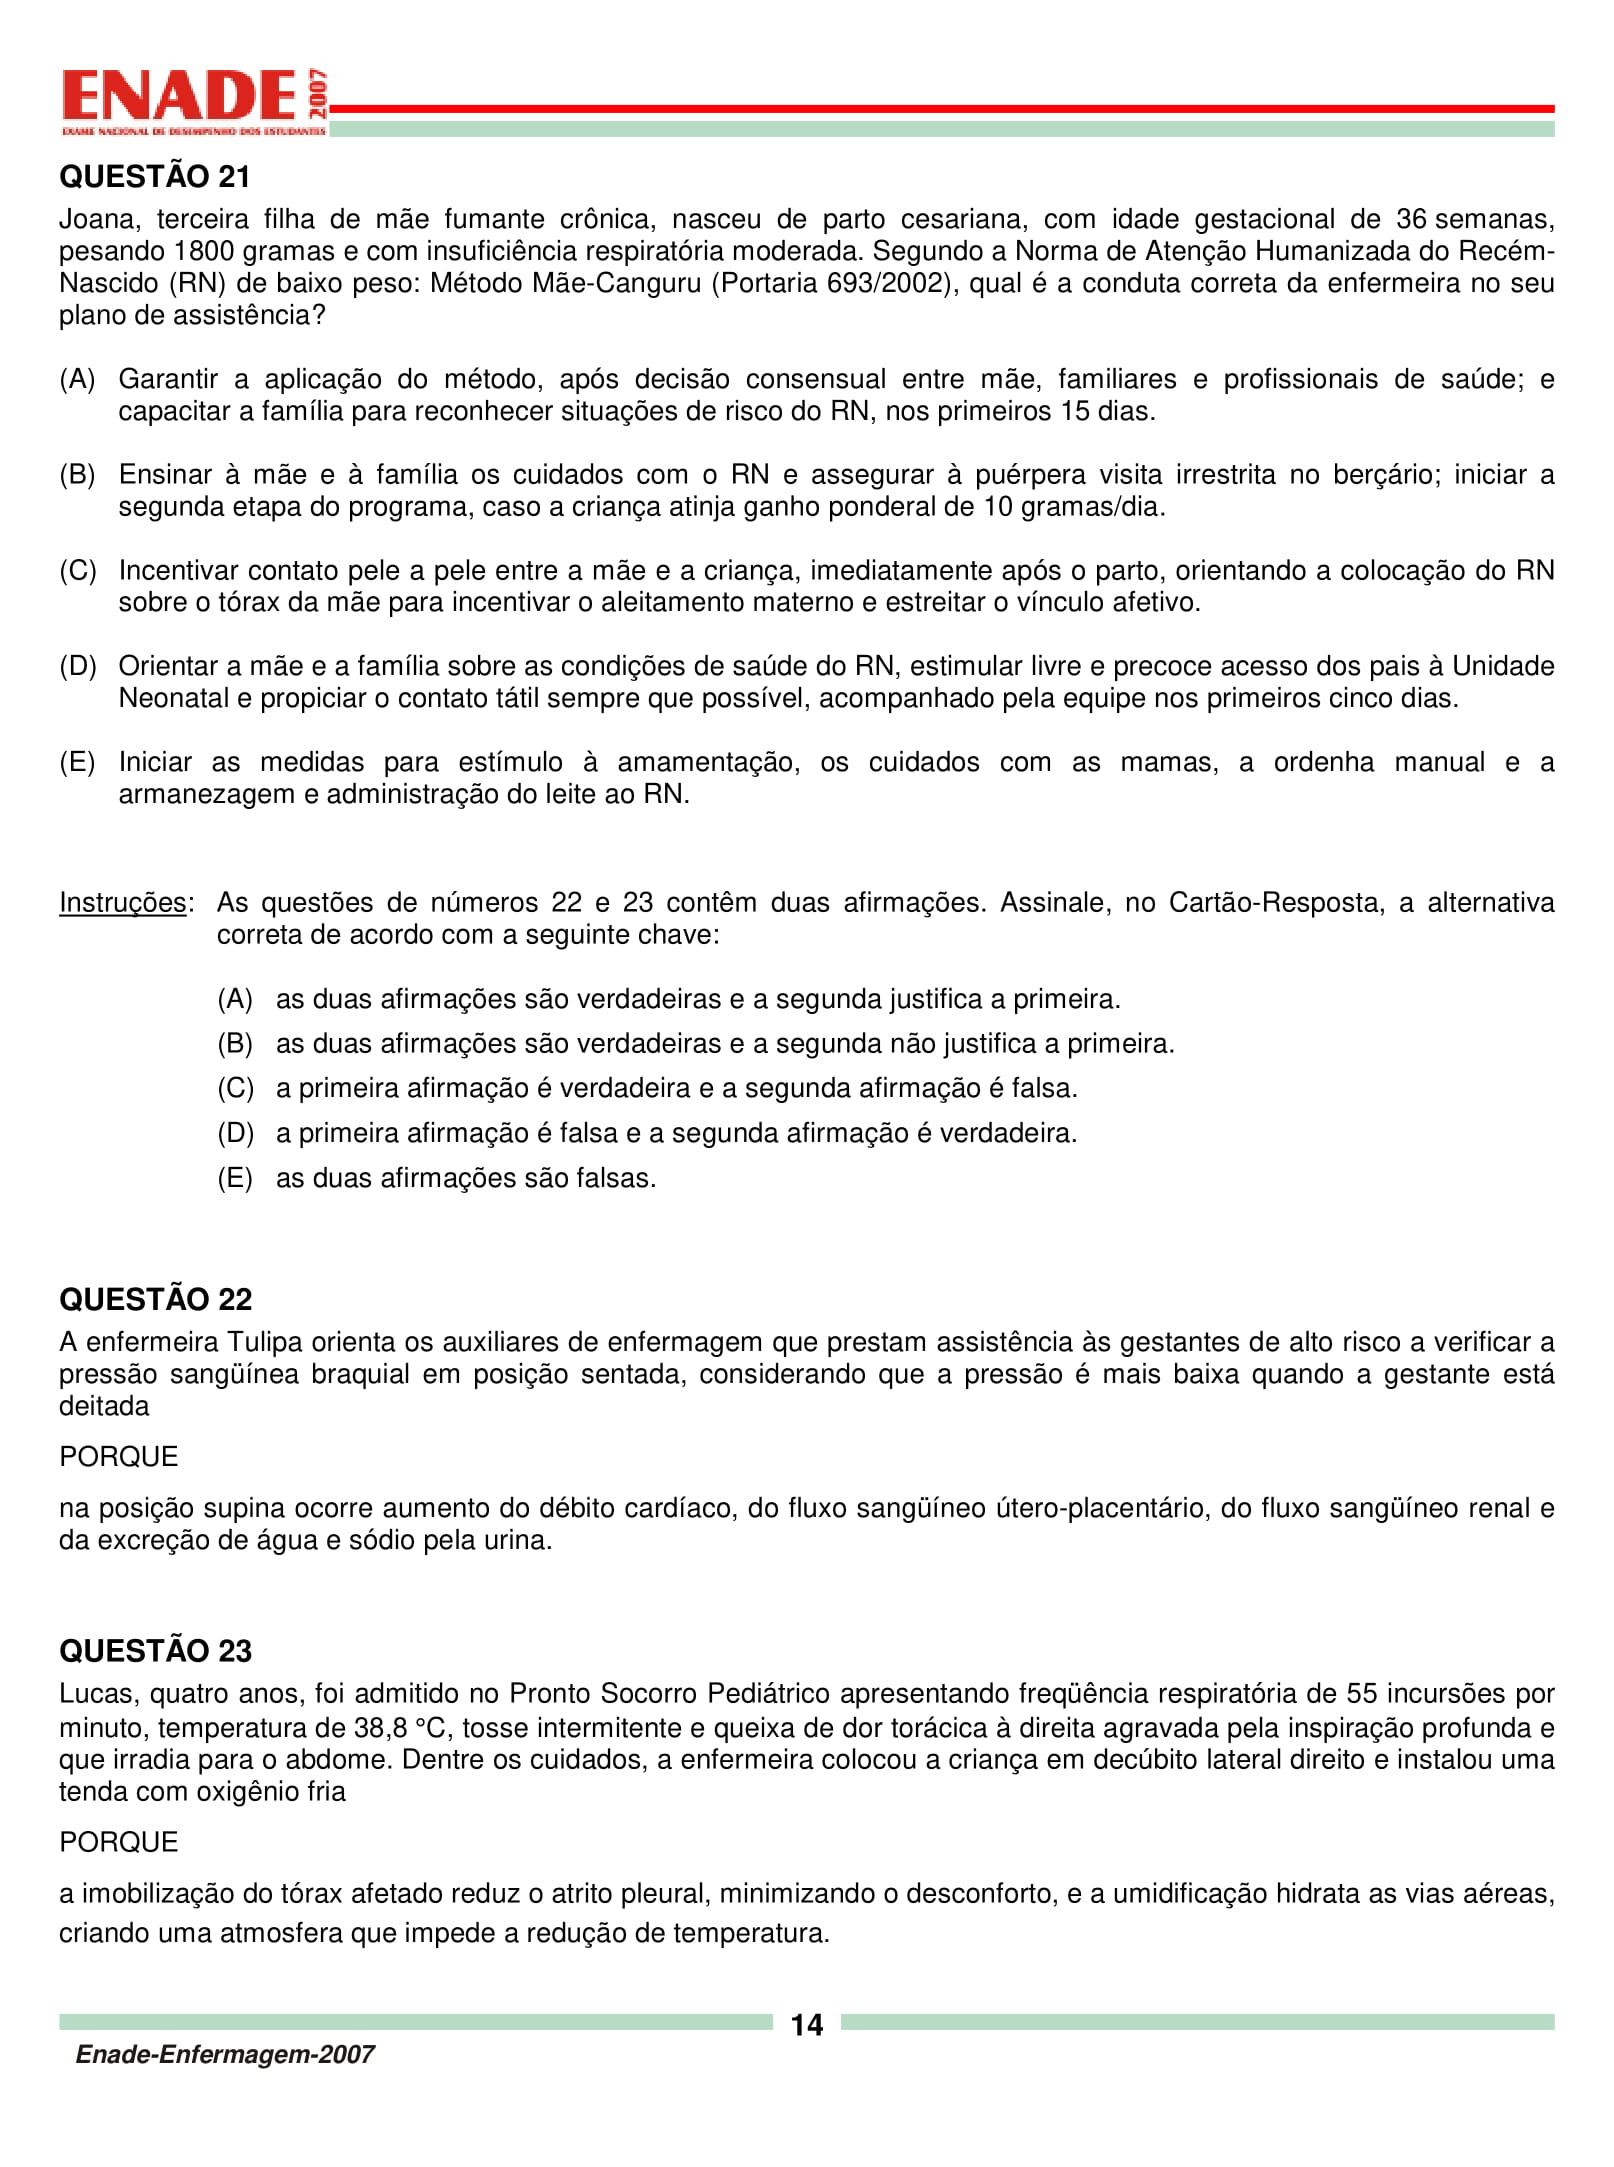 ENADE 2007
EXAME NACIONAL DE DESEMPENHO DOS ESTUDANTES
QUESTÃO 21
Joana, terceira filha de mãe fumante crônica, nasceu de parto cesariana, com idade gestacional de 36 semanas,
pesando 1800 gramas e com insuficiência respiratória moderada. Segundo a Norma de Atenção Humanizada do Recém-
Nascido (RN) de baixo peso: Método Mãe-Canguru (Portaria 693/2002), qual é a conduta correta da enfermeira no seu
plano de assistência?
(A) Garantir a aplicação do método, após decisão consensual entre mãe, familiares e profissionais de saúde; e
capacitar a família para reconhecer situações de risco do RN, nos primeiros 15 dias.
(B) Ensinar à mãe e à família os cuidados com o RN e assegurar à puérpera visita irrestrita no berçário; iniciar a
segunda etapa do programa, caso a criança atinja ganho ponderal de 10 gramas/dia.
(C) Incentivar contato pele a pele entre a mãe e a criança, imediatamente após o parto, orientando a colocação do RN
sobre o tórax da mãe para incentivar o aleitamento materno e estreitar o vínculo afetivo.
(D) Orientar a mãe e a família sobre as condições de saúde do RN, estimular livre e precoce acesso dos pais à Unidade
Neonatal e propiciar o contato tátil sempre que possível, acompanhado pela equipe nos primeiros cinco dias.
(E) Iniciar as medidas para estímulo à amamentação, os cuidados com as mamas, a ordenha manual e a
armanezagem e administração do leite ao RN.
Instruções: As questões de números 22 e 23 contêm duas afirmações. Assinale, no Cartão-Resposta, a alternativa
correta de acordo com a seguinte chave:
(A) as duas afirmações são verdadeiras e a segunda justifica a primeira.
(B) as duas afirmações são verdadeiras e a segunda não justifica a primeira.
(C) a primeira afirmação é verdadeira e a segunda afirmação é falsa.
(D) a primeira afirmação é falsa e a segunda afirmação é verdadeira.
(E) as duas afirmações são falsas.
QUESTÃO 22
A enfermeira Tulipa orienta os auxiliares de enfermagem que prestam assistência às gestantes de alto risco a verificar a
pressão sangüínea braquial em posição sentada, considerando que a pressão é mais baixa quando a gestante está
deitada
PORQUE
na posição supina ocorre aumento do débito cardíaco, do fluxo sangüíneo útero-placentário, do fluxo sangüíneo renal e
da excreção de água e sódio pela urina.
QUESTÃO 23
Lucas, quatro anos, foi admitido no Pronto Socorro Pediátrico apresentando freqüência respiratória de 55 incursões por
minuto, temperatura de 38,8 °C, tosse intermitente e queixa de dor torácica à direita agravada pela inspiração profunda e
que irradia para o abdome. Dentre os cuidados, a enfermeira colocou a criança em decúbito lateral direito e instalou uma
tenda com oxigênio fria
PORQUE
a imobilização do tórax afetado reduz o atrito pleural, minimizando o desconforto, e a umidificação hidrata as vias aéreas,
criando uma atmosfera que impede a redução de temperatura.
14
Enade-Enfermagem-2007